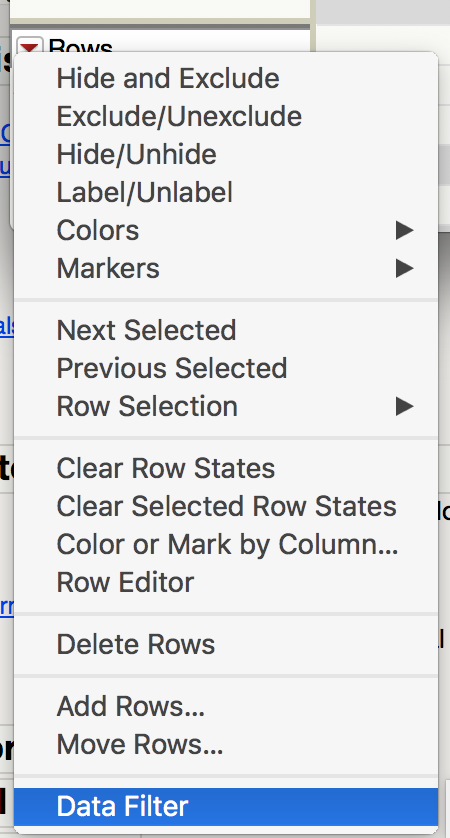 Rows
Hide and Exclude
Exclude/Unexclude
Hide/Unhide
Label/Unlabel
Colors
Markers
Next Selected
Previous Selected
Row Selection
Clear Row States
Clear Selected Row States
Color or Mark by Column...
Row Editor
Delete Rows
Add Rows...
Move Rows...
Data Filter